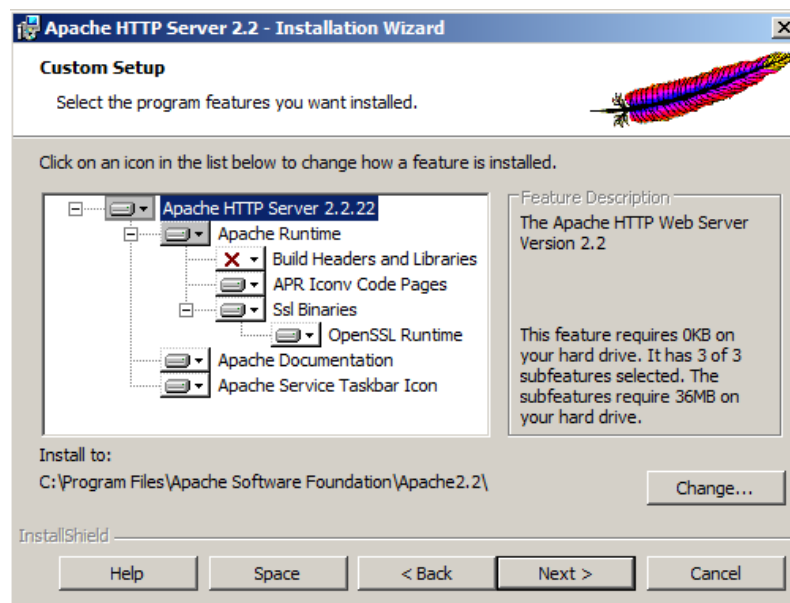 Apache HTTP Server 2.2 - Installation Wizard
Custom Setup
Select the program features you want installed.
Click on an icon in the list below to change how a feature is installed.
Apache HTTP Server 2.2.22
Apache Runtime
Build Headers and Libraries
APR Iconv Code Pages
Ssl Binaries
OpenSSL Runtime
Apache Documentation
Apache Service Taskbar Icon
Feature Description
The Apache HTTP Web Server
Version 2.2
This feature requires 0KB on
your hard drive. It has 3 of 3
subfeatures selected. The
subfeatures require 36MB on
your hard drive.
Install to:
C:\Program Files\Apache Software Foundation\Apache2.2\
Change...
InstallShield
Help
Space
< Back
Next >
Cancel